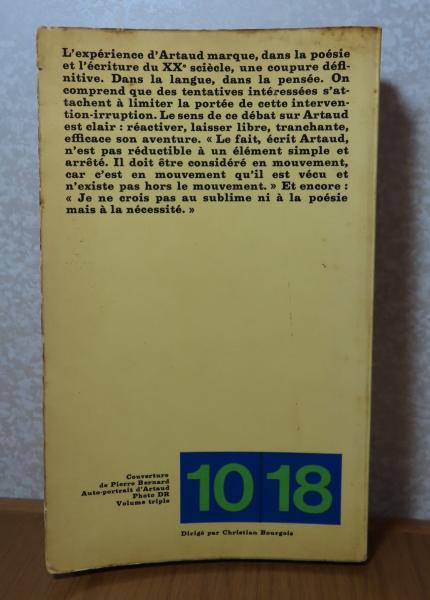 L'expérience d'Artaud marque, dans la poésie
et l'écriture du XXe sciècle, une coupure défi-
nitive. Dans la langue, dans la pensée. On
comprend que des tentatives intéressées s'at-
tachent à limiter la portée de cette interven-
tion-irruption. Le sens de ce débat sur Artaud
est clair : réactiver, laisser libre, tranchante,
efficace son aventure. « Le fait, écrit Artaud,
n'est pas réductible à un élément simple et
arrêté. Il doit être considéré en mouvement,
car c'est en mouvement qu'il est vécu et
n'existe pas hors le mouvement. » Et encore :
« Je ne crois pas au sublime ni à la poésie
mais à la nécessité. »
Couverture
de Pierre Bernard
Auto-portrait d'Artaud
Photo DR
Volume triple
10 18
Dirigé par Christian Bourgois